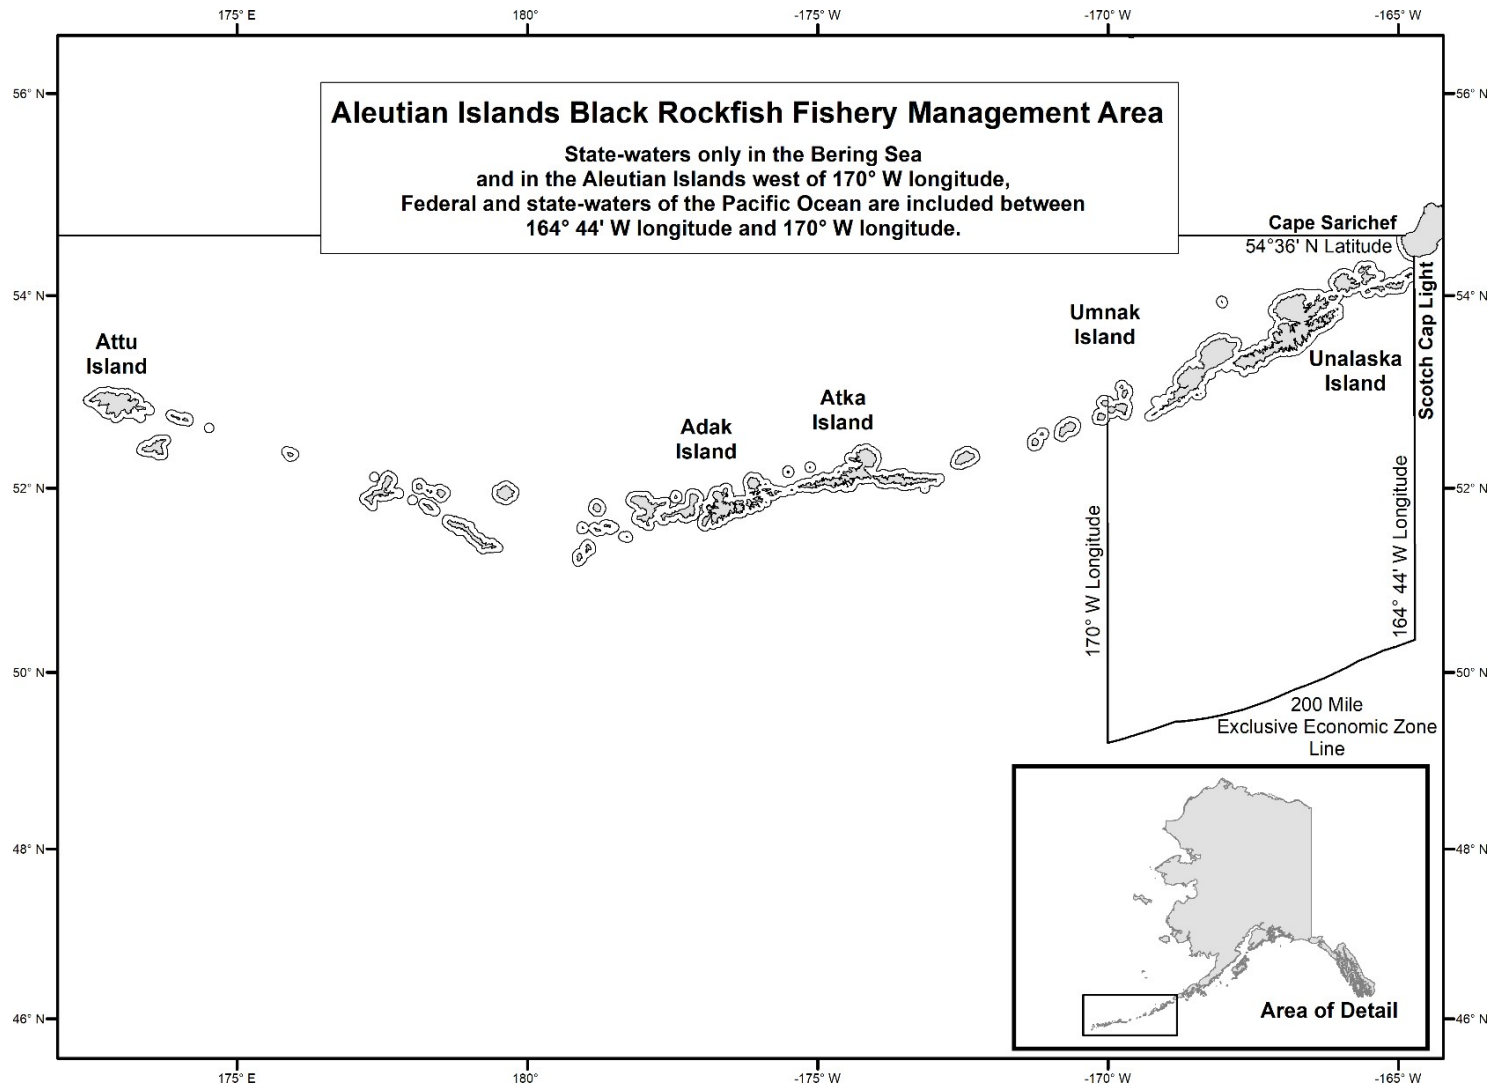 175° E
180°
-175° W
-170° W
-165° W
56° N
56° N
Aleutian Islands Black Rockfish Fishery Management Area
State-waters only in the Bering Sea
and in the Aleutian Islands west of 170° W longitude,
Federal and state-waters of the Pacific Ocean are included between
164° 44' W longitude and 170° W longitude.
Cape Sarichef
54°36' N Latitude
Scotch Cap Light
54° N
54° N
Umnak
Island
Attu
Island
Unalaska
Island
Atka
Island
Adak
Island
52° N
52° N
170° W Longitude
164° 44' W Longitude
50° N
50° N
200 Mile
Exclusive Economic Zone
Line
48° N
48° N
Area of Detail
46° N
46° N
175° E
180°
-175° W
-170° W
-165° W